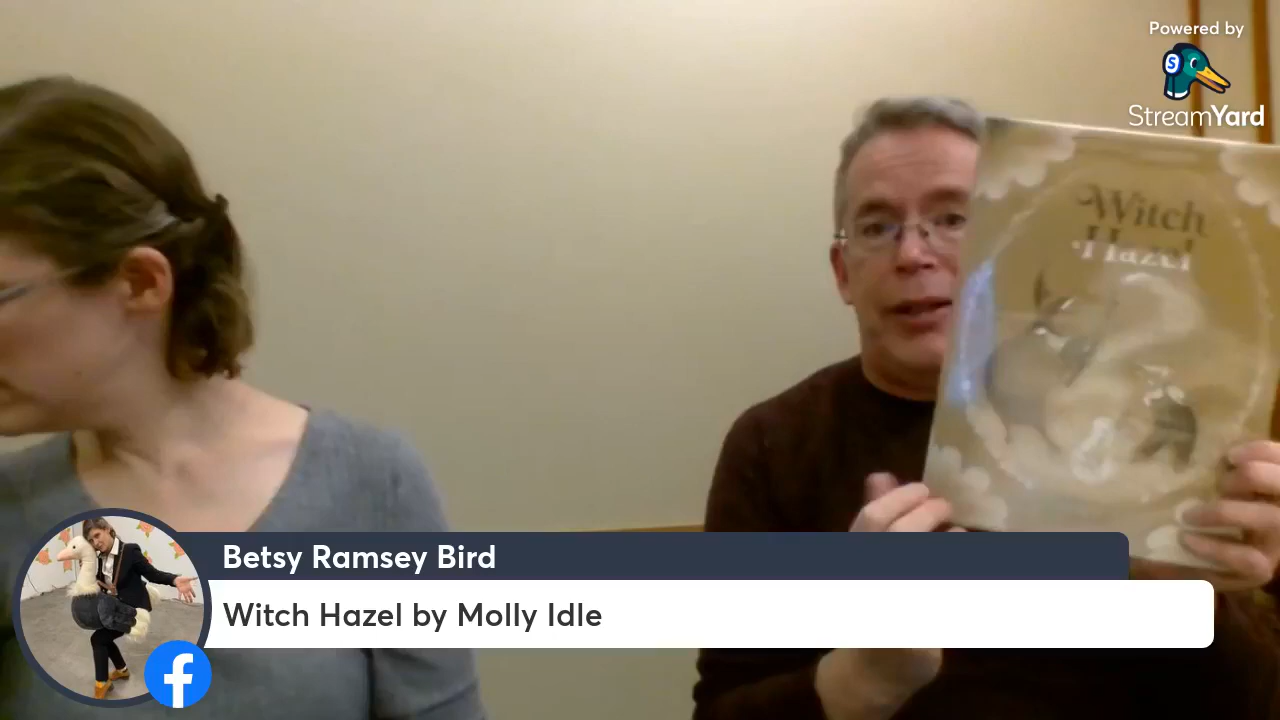 Powered by
S
StreamYard
Witch
Hazel
Betsy Ramsey Bird
Witch Hazel by Molly Idle
f